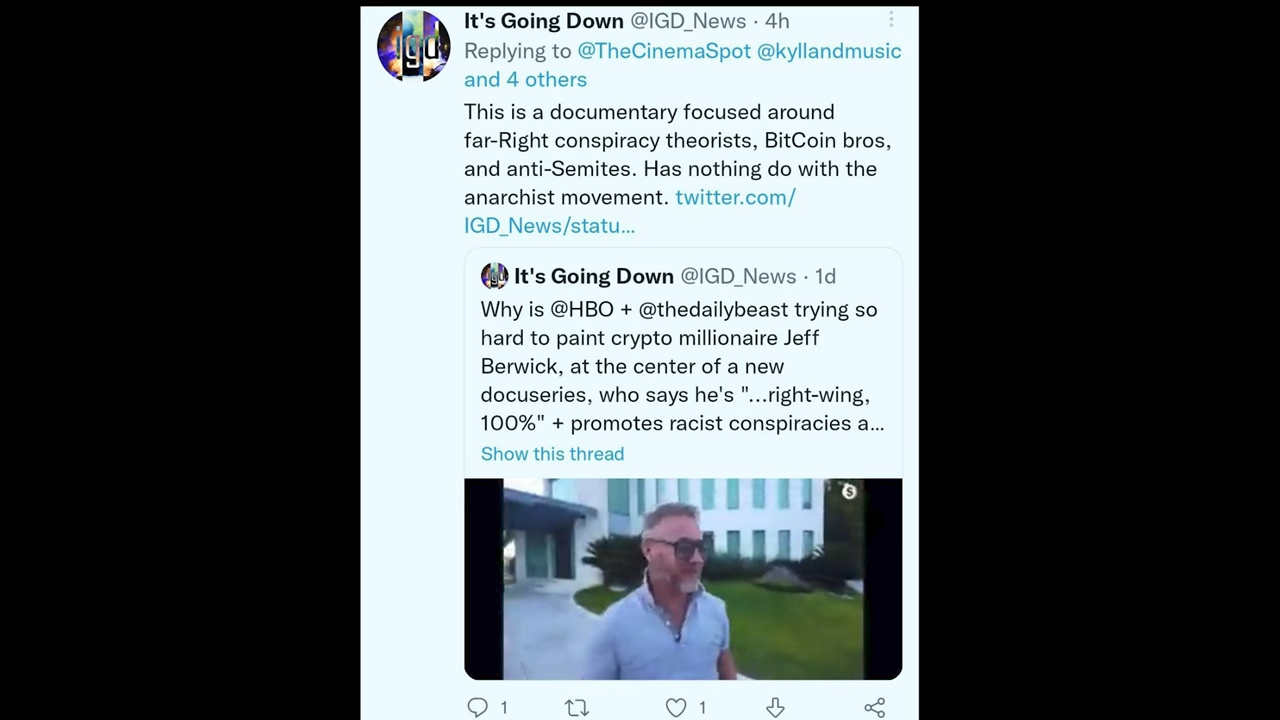 igd
It's Going Down @IGD_News · 4h
Replying to @TheCinemaSpot @kyllandmusic
and 4 others
This is a documentary focused around
far-Right conspiracy theorists, BitCoin bros,
and anti-Semites. Has nothing do with the
anarchist movement. twitter.com/
IGD_News/statu...
igd It's Going Down @IGD_News · 1d
Why is @HBO + @thedailybeast trying so
hard to paint crypto millionaire Jeff
Berwick, at the center of a new
docuseries, who says he's "...right-wing,
100%" + promotes racist conspiracies a...
Show this thread
$
1 1